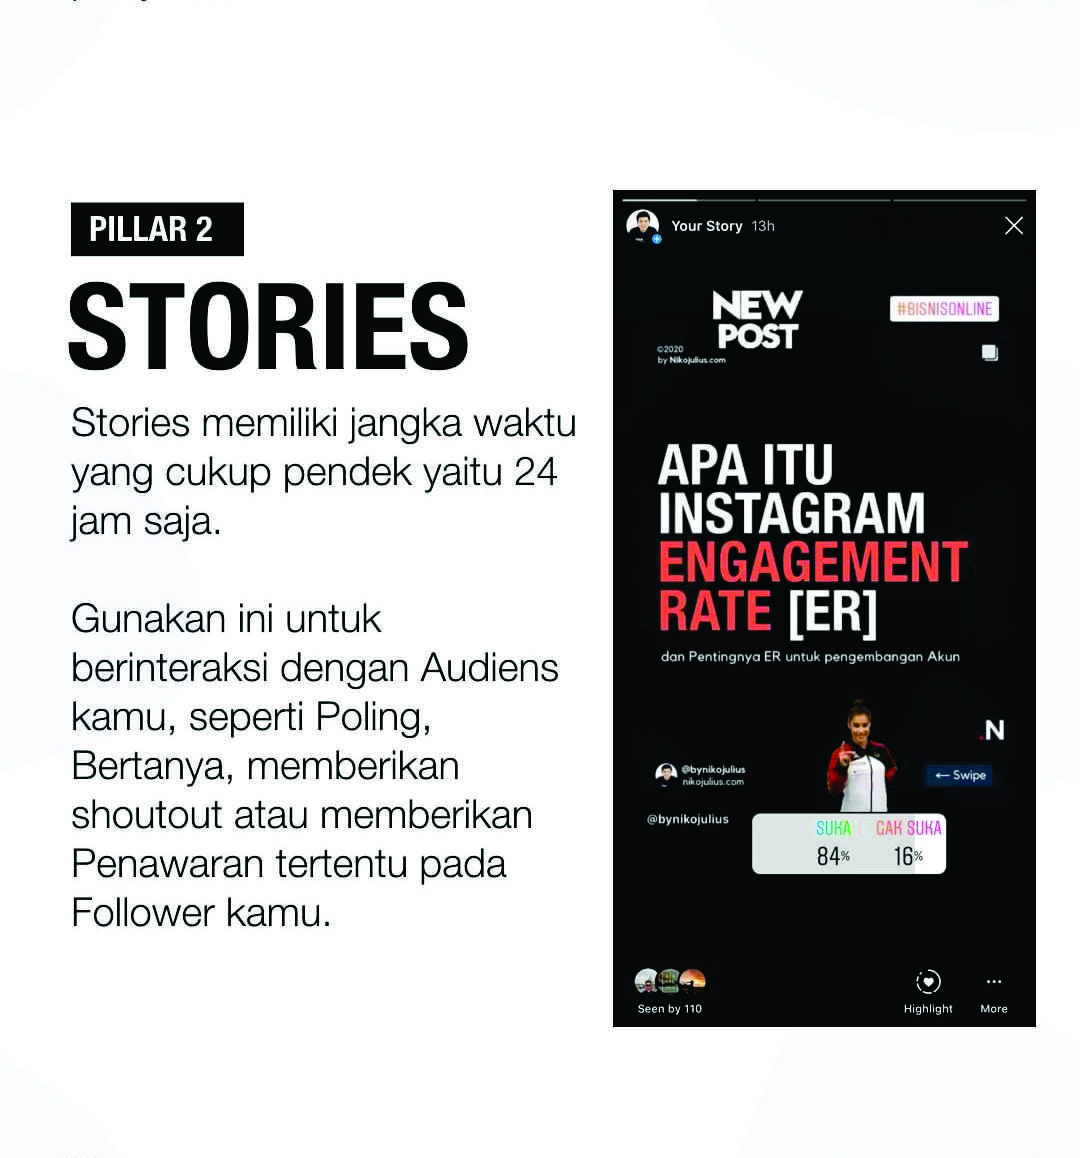 PILLAR 2
STORIES
Stories memiliki jangka waktu
yang cukup pendek yaitu 24
jam saja.
Gunakan ini untuk
berinteraksi dengan Audiens
kamu, seperti Poling,
Bertanya, memberikan
shoutout atau memberikan
Penawaran tertentu pada
Follower kamu.
Your Story 13h
NEW
POST
#BISNISONLINE
©2020
by Nikojulius.com
APA ITU
INSTAGRAM
ENGAGEMENT
RATE [ER]
dan Pentingnya ER untuk pengembangan Akun
.N
@bynikojulius
nikojulius.com
← Swipe
@bynikojulius
SUKA GAK SUKA
84% 16%
Seen by 110
Highlight
More